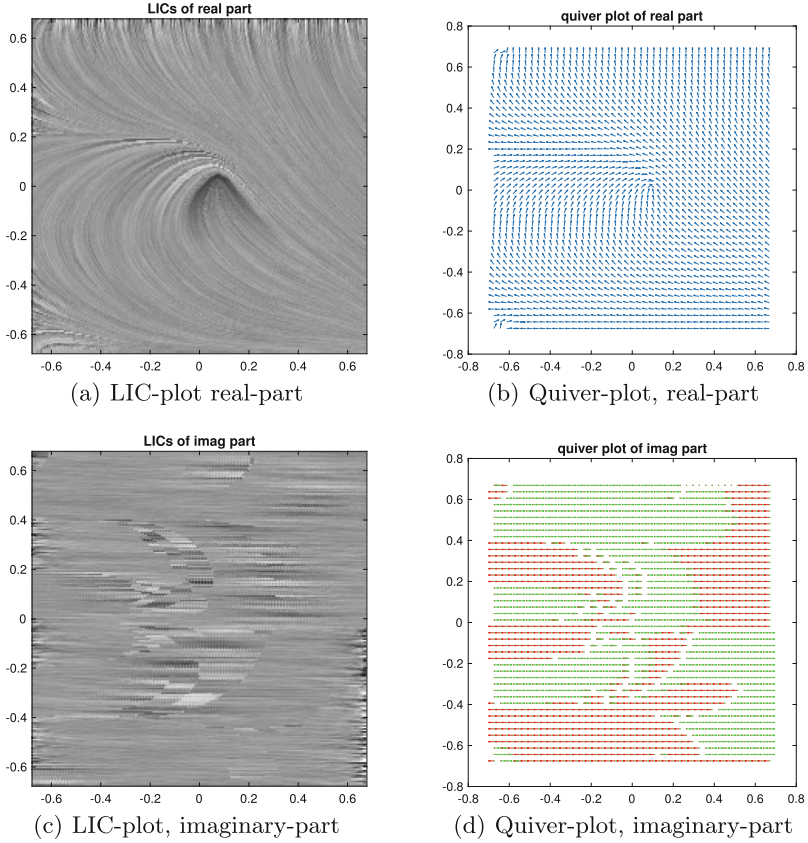 LICs of real part
0.6
0.4
0.2
0
-0.2
-0.4
-0.6
-0.6 -0.4 -0.2 0 0.2 0.4 0.6
(a) LIC-plot real-part
quiver plot of real part
0.8
0.6
0.4
0.2
0
-0.2
-0.4
-0.6
-0.8
-0.8 -0.6 -0.4 -0.2 0 0.2 0.4 0.6 0.8
(b) Quiver-plot, real-part
LICs of imag part
0.6
0.4
0.2
0
-0.2
-0.4
-0.6
-0.6 -0.4 -0.2 0 0.2 0.4 0.6
(c) LIC-plot, imaginary-part
quiver plot of imag part
0.8
0.6
0.4
0.2
0
-0.2
-0.4
-0.6
-0.8
-0.8 -0.6 -0.4 -0.2 0 0.2 0.4 0.6 0.8
(d) Quiver-plot, imaginary-part